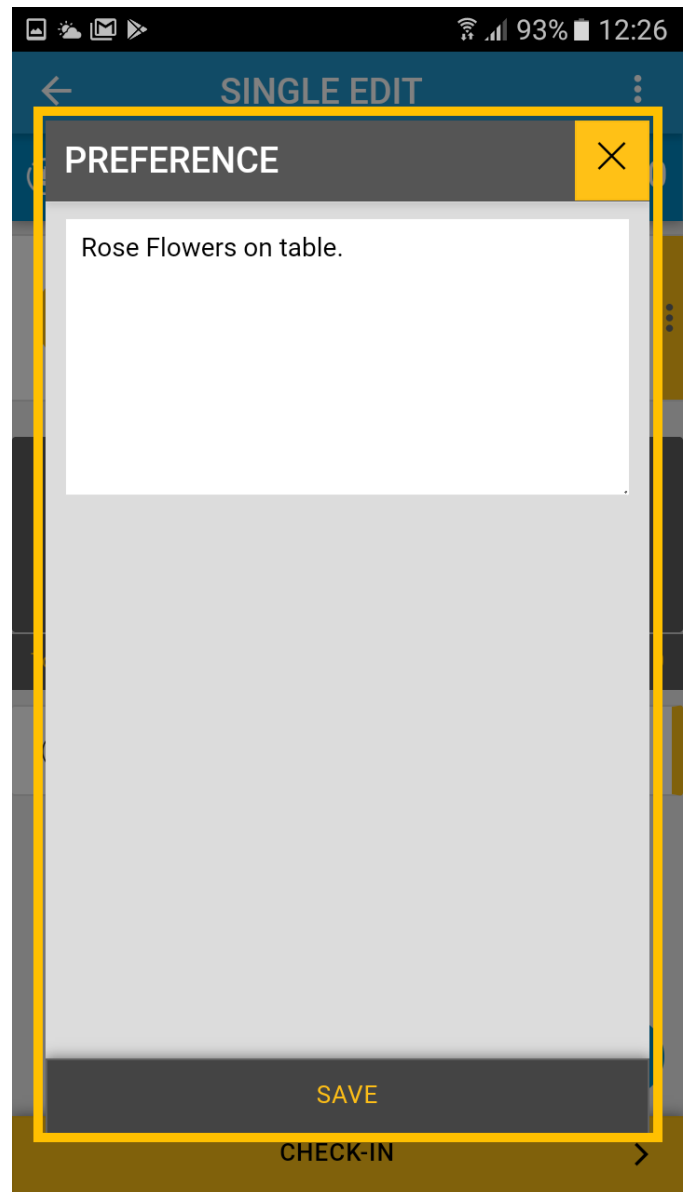 93% 12:26
SINGLE EDIT
PREFERENCE
Rose Flowers on table.
SAVE
CHECK-IN